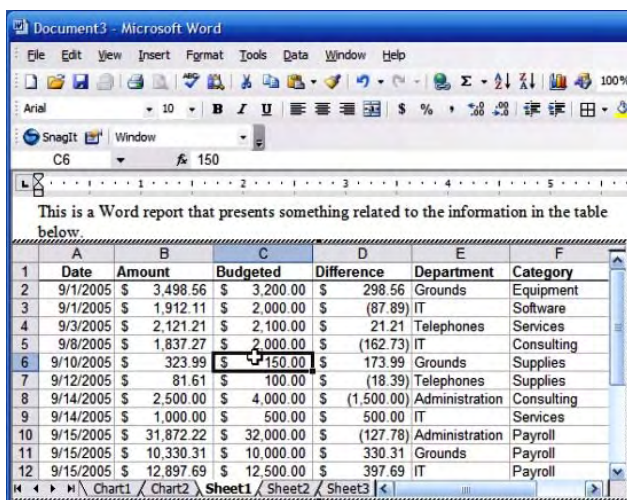 Document3 - Microsoft Word
File Edit View Insert Format Tools Data Window Help
100%
Arial 10 B I U $ % ,
SnagIt Window
C6 fx 150
1 2 3 4 5
This is a Word report that presents something related to the information in the table
below.
A B C D E F
1 Date Amount Budgeted Difference Department Category
2 9/1/2005 $ 3,498.56 $ 3,200.00 $ 298.56 Grounds Equipment
3 9/1/2005 $ 1,912.11 $ 2,000.00 $ (87.89) IT Software
4 9/3/2005 $ 2,121.21 $ 2,100.00 $ 21.21 Telephones Services
5 9/8/2005 $ 1,837.27 $ 2,000.00 $ (162.73) IT Consulting
6 9/10/2005 $ 323.99 $ 150.00 $ 173.99 Grounds Supplies
7 9/12/2005 $ 81.61 $ 100.00 $ (18.39) Telephones Supplies
8 9/14/2005 $ 2,500.00 $ 4,000.00 $ (1,500.00) Administration Consulting
9 9/14/2005 $ 1,000.00 $ 500.00 $ 500.00 IT Services
10 9/15/2005 $ 31,872.22 $ 32,000.00 $ (127.78) Administration Payroll
11 9/15/2005 $ 10,330.31 $ 10,000.00 $ 330.31 Grounds Payroll
12 9/15/2005 $ 12,897.69 $ 12,500.00 $ 397.69 IT Payroll
Chart1 Chart2 Sheet1 Sheet2 Sheet3